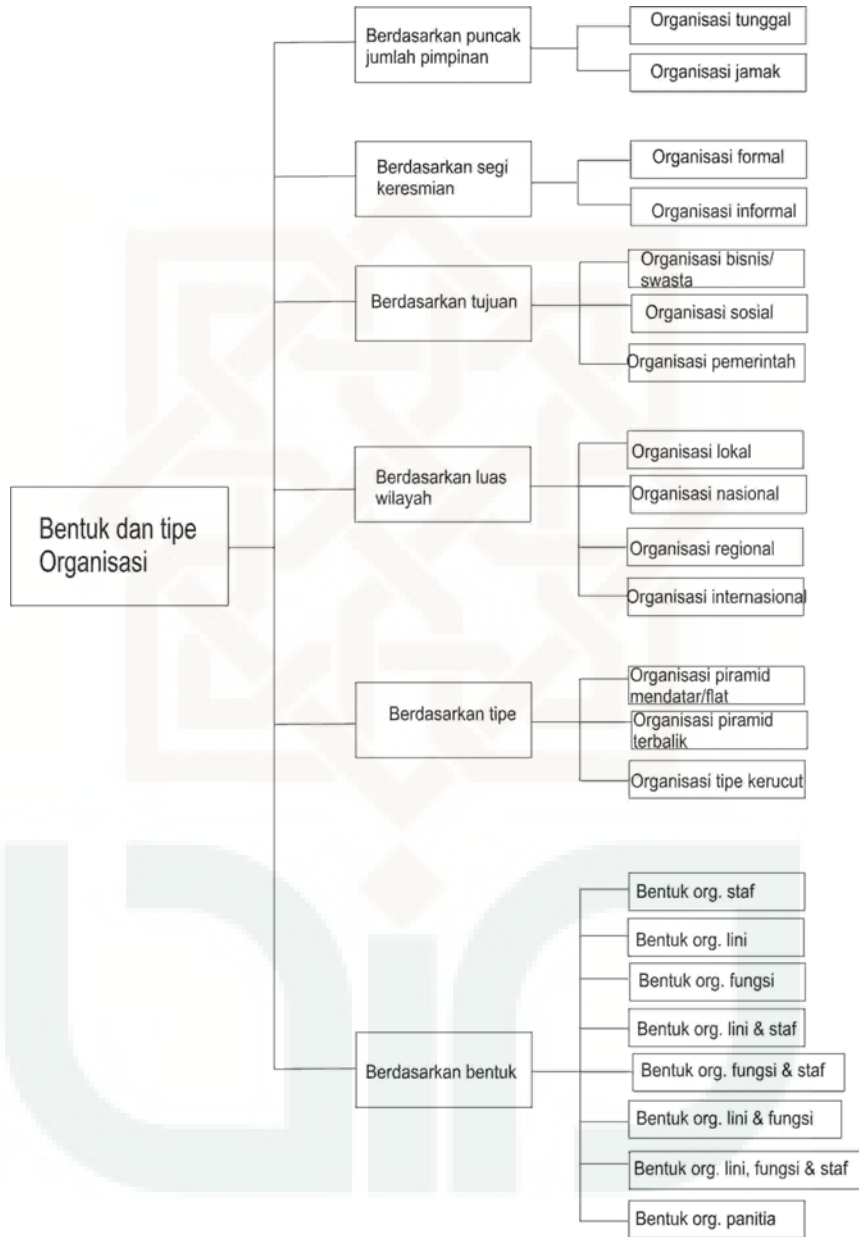 Bentuk dan tipe
Organisasi
Berdasarkan puncak
jumlah pimpinan
Organisasi tunggal
Organisasi jamak
Berdasarkan segi
keresmian
Organisasi formal
Organisasi informal
Berdasarkan tujuan
Organisasi bisnis/
swasta
Organisasi sosial
Organisasi pemerintah
Berdasarkan luas
wilayah
Organisasi lokal
Organisasi nasional
Organisasi regional
Organisasi internasional
Berdasarkan tipe
Organisasi piramid
mendatar/flat
Organisasi piramid
terbalik
Organisasi tipe kerucut
Berdasarkan bentuk
Bentuk org. staf
Bentuk org. lini
Bentuk org. fungsi
Bentuk org. lini & staf
Bentuk org. fungsi & staf
Bentuk org. lini & fungsi
Bentuk org. lini, fungsi & staf
Bentuk org. panitia